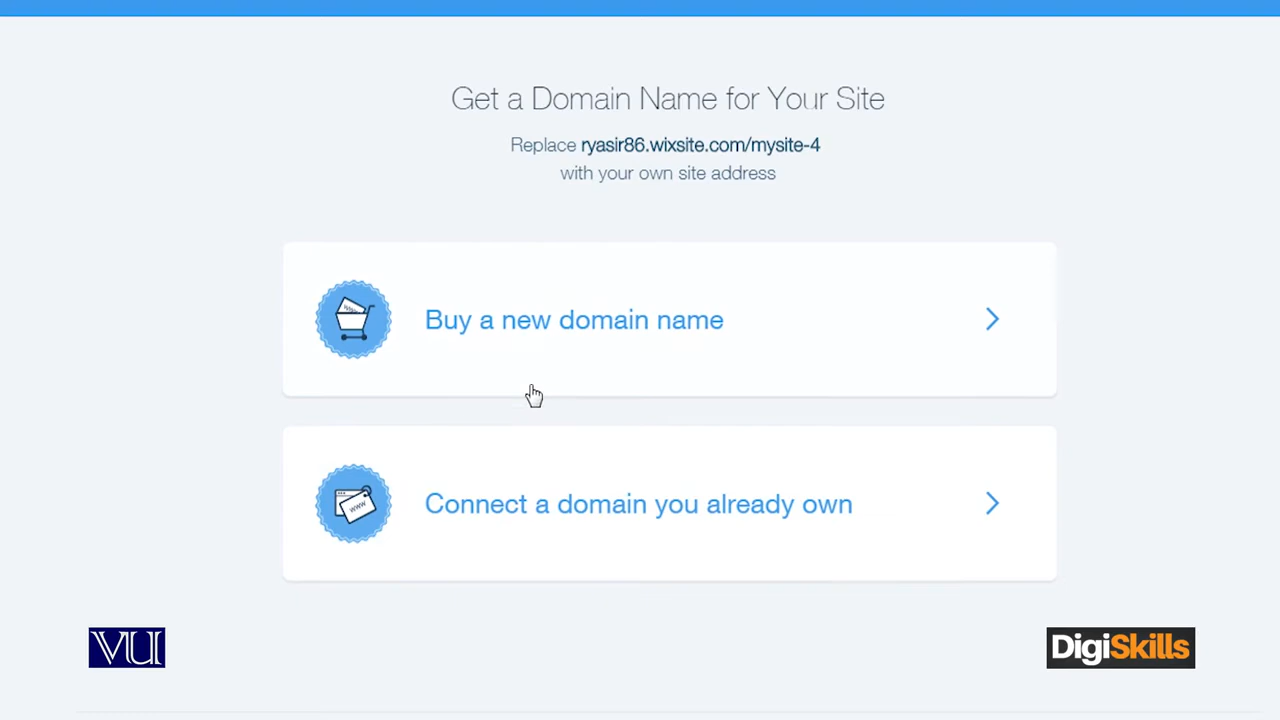 Get a Domain Name for Your Site
Replace ryasir86.wixsite.com/mysite-4
with your own site address
Buy a new domain name
Connect a domain you already own
WWW
VU
DigiSkills